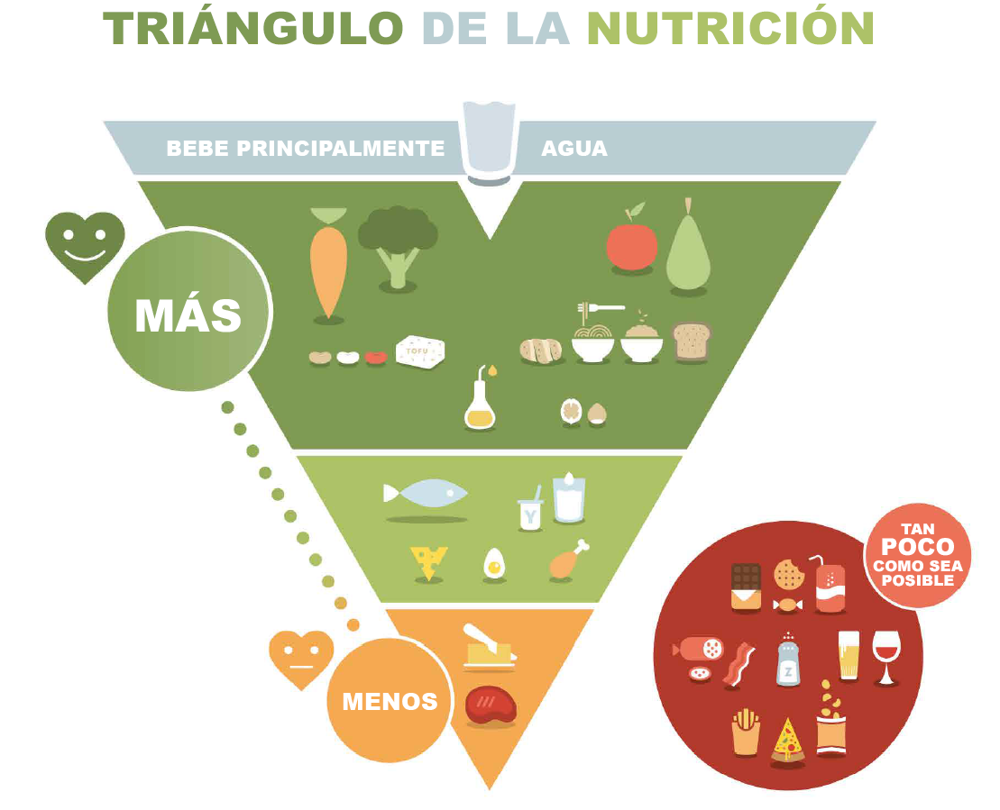 TRIÁNGULO DE LA NUTRICIÓN
BEBE PRINCIPALMENTE AGUA
MÁS
TOFU
Y
TAN
POCO
COMO SEA
POSIBLE
Z
MENOS